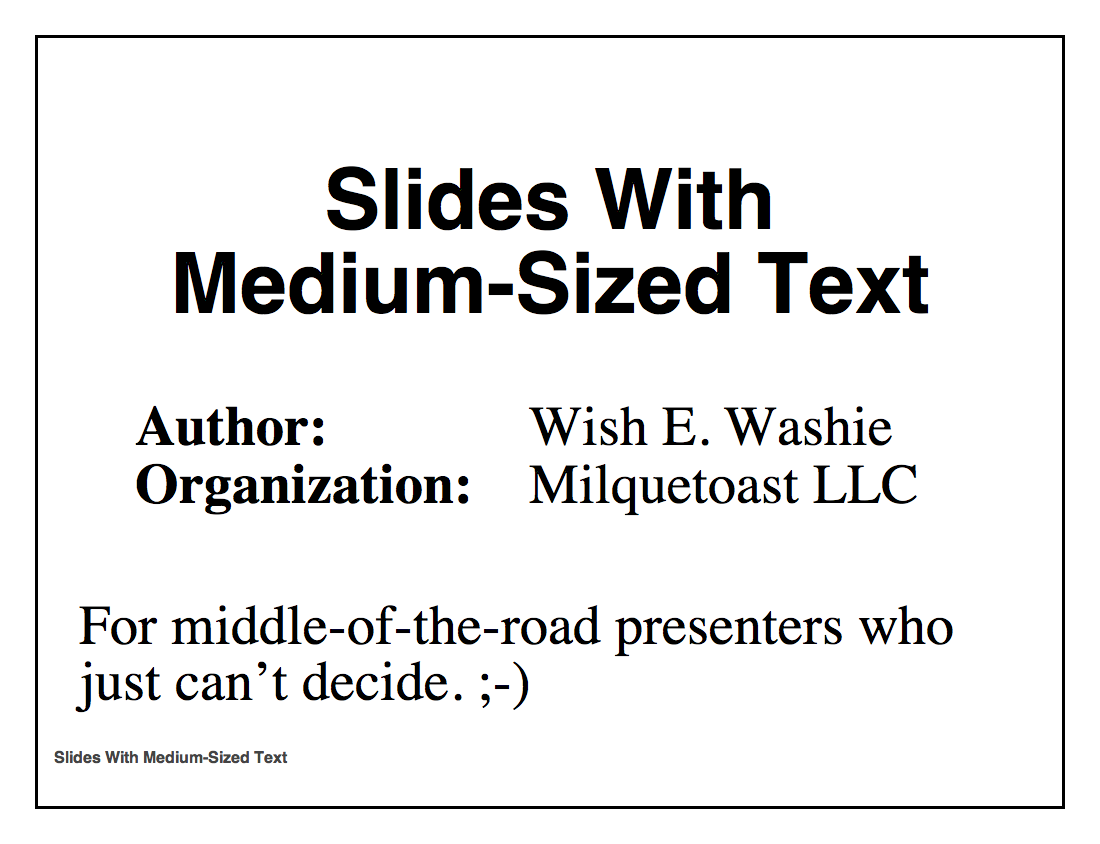 Slides With
Medium-Sized Text
Author: Wish E. Washie
Organization: Milquetoast LLC
For middle-of-the-road presenters who
just can’t decide. ;-)
Slides With Medium-Sized Text